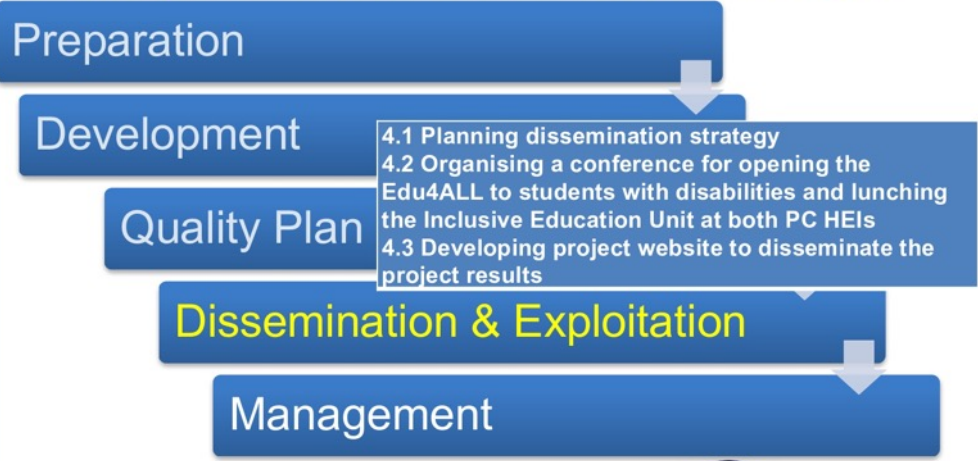 Preparation
Development
4.1 Planning dissemination strategy
4.2 Organising a conference for opening the
Edu4ALL to students with disabilities and lunching
the Inclusive Education Unit at both PC HEIs
4.3 Developing project website to disseminate the
project results
Quality Plan
Dissemination & Exploitation
Management